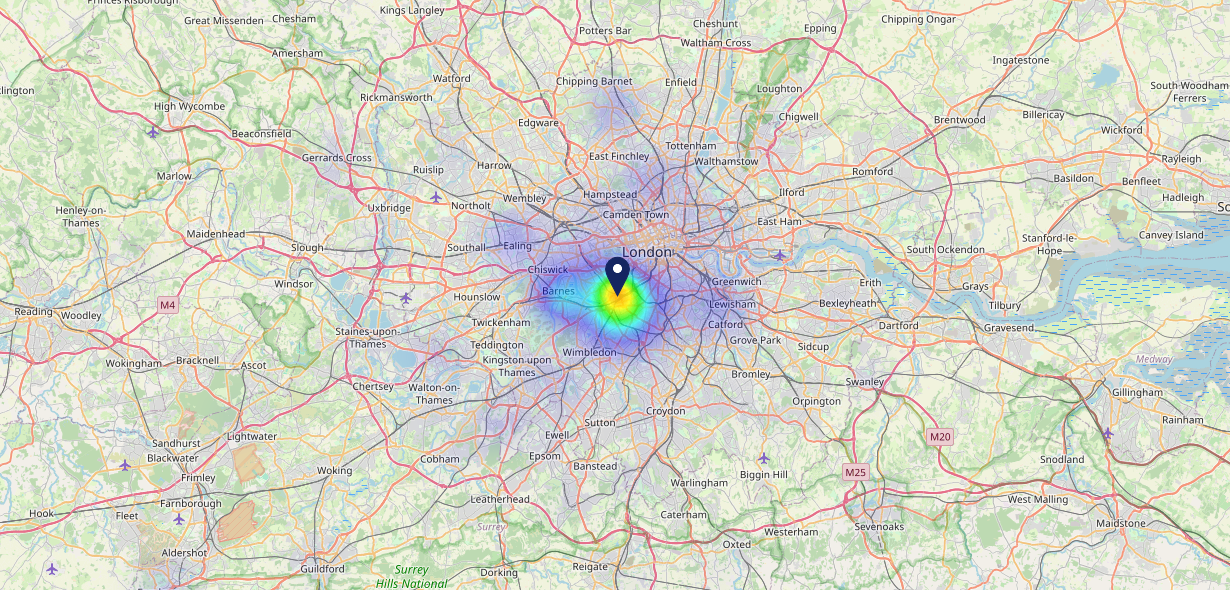 Princes Risborough
Kings Langley
Great Missenden
Chesham
Potters Bar
Cheshunt
Waltham Cross
Epping
Chipping Ongar
Amersham
Watford
Chipping Barnet
Enfield
Loughton
Ingatestone
South Woodham
Ferrers
High Wycombe
Rickmansworth
Beaconsfield
Edgware
Chigwell
Brentwood
Billericay
Wickford
Gerrards Cross
Ruislip
Harrow
East Finchley
Tottenham
Walthamstow
Romford
Rayleigh
Marlow
Wembley
Hampstead
Ilford
Basildon
Benfleet
Hadleigh
Henley-on-
Thames
Uxbridge
Northolt
Camden Town
East Ham
Maidenhead
Slough
Southall
Ealing
London
South Ockendon
Stanford-le-
Hope
Canvey Island
Windsor
Chiswick
Barnes
Greenwich
Erith
Grays
M4
Hounslow
Lewisham
Bexleyheath
Tilbury
Reading
Woodley
Staines-upon-
Thames
Twickenham
Catford
Dartford
Gravesend
Teddington
Grove Park
Sidcup
Wimbledon
Kingston upon
Thames
Wokingham
Bracknell
Ascot
Medway
Bromley
Swanley
Chertsey
Walton-on-
Thames
Orpington
Gillingham
Croydon
Sutton
Rainham
Lightwater
Sandhurst
Blackwater
Ewell
Epsom
M20
Cobham
Banstead
Snodland
Frimley
Woking
Biggin Hill
M25
Warlingham
Farnborough
Leatherhead
West Malling
Hook
Fleet
Caterham
Surrey
Westerham
Sevenoaks
Maidstone
Aldershot
Oxted
Guildford
Dorking
Reigate
Surrey
Hills National